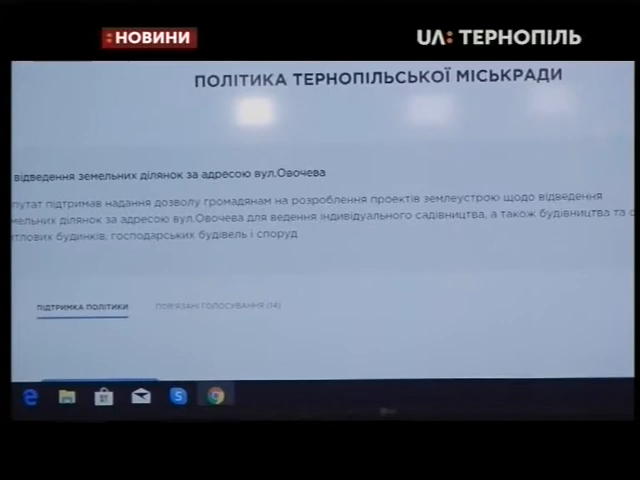 :НОВИНИ
UA: ТЕРНОПІЛЬ
ПОЛІТИКА ТЕРНОПІЛЬСЬКОЇ МІСЬКРАДИ
відведення земельних ділянок за адресою вул.Овочева
путат підтримав надання дозволу громадянам на розроблення проектів землеустрою щодо відведення
мельних ділянок за адресою вул.Овочева для ведення індивідуального садівництва, а також будівництва та о
тлових будинків, господарських будівель і споруд
ПІДТРИМКА ПОЛІТИКИ
ПОВ'ЯЗАНІ ГОЛОСУВАННЯ (14)